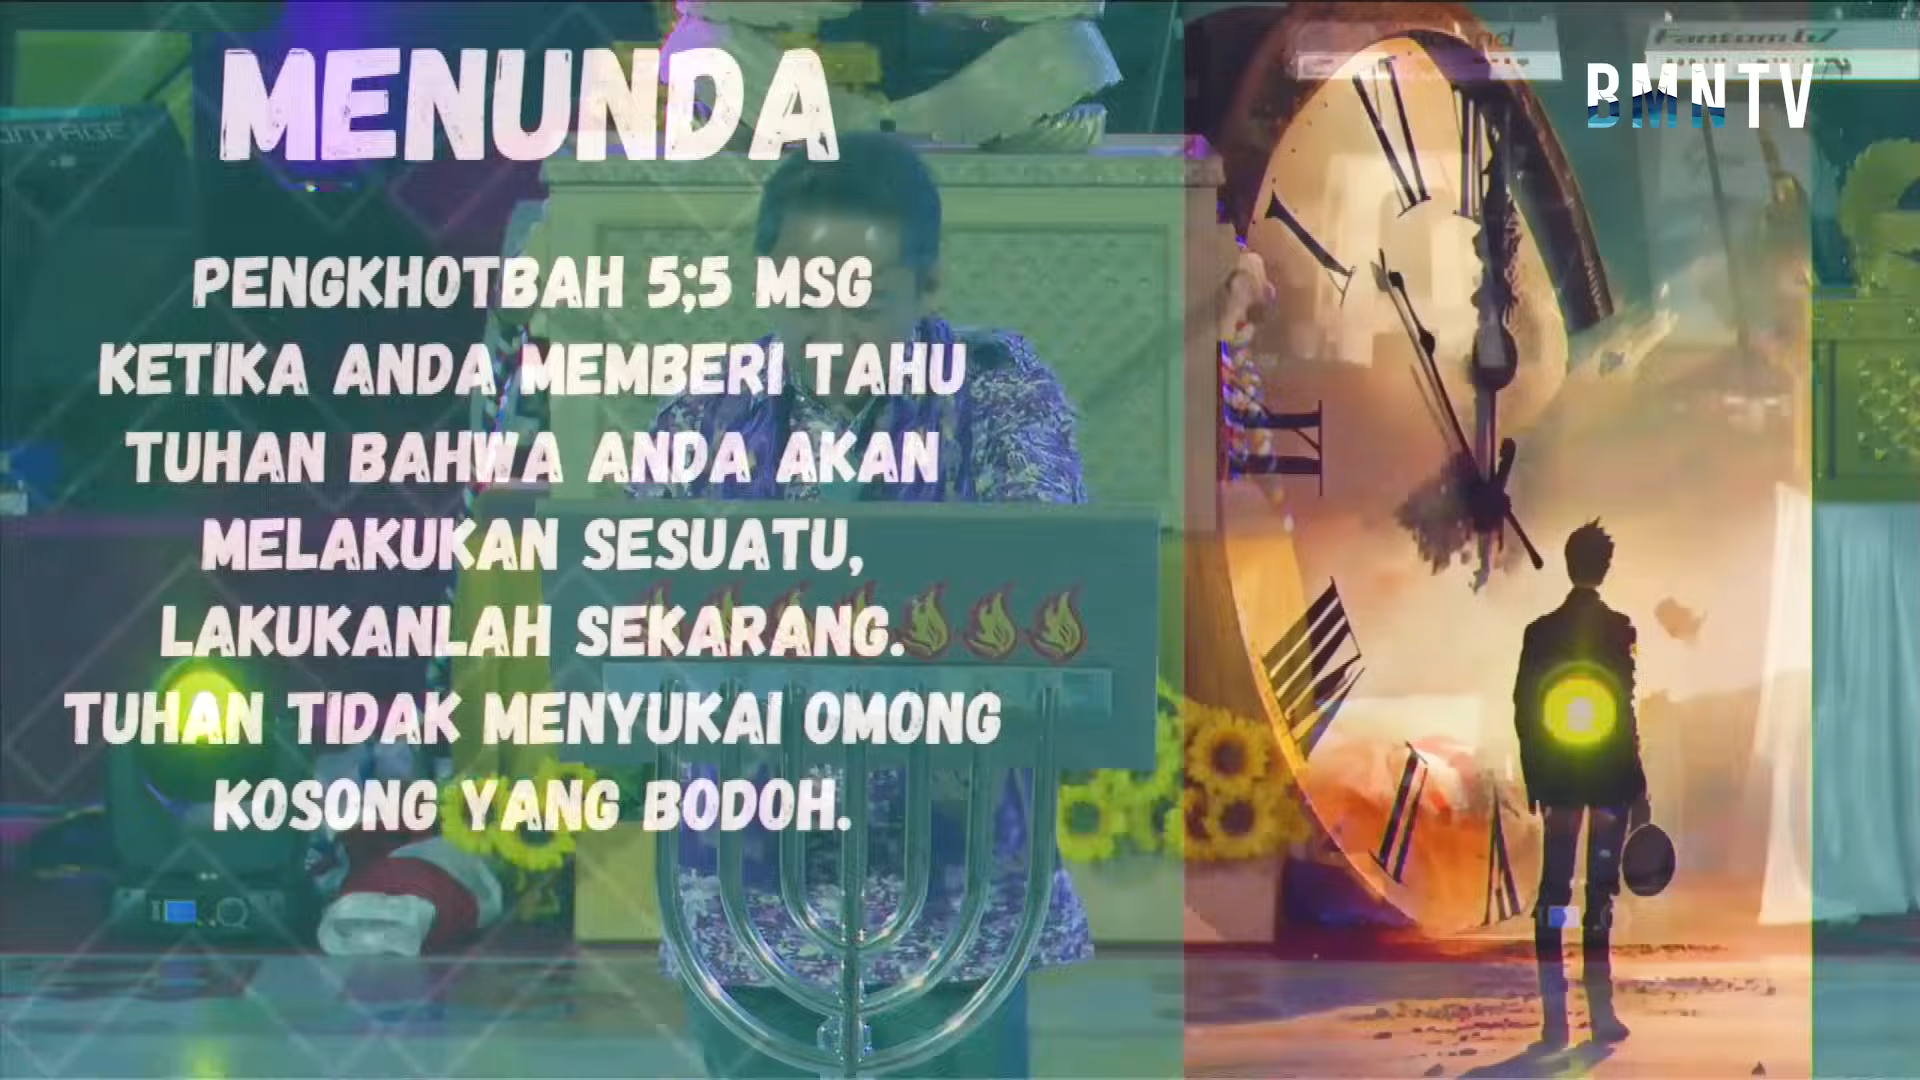 MENUNDA
BMNTV
PENGKHOTBAH 5;5 MSG
KETIKA ANDA MEMBERI TAHU
TUHAN BAHWA ANDA AKAN
MELAKUKAN SESUATU,
LAKUKANLAH SEKARANG.
TUHAN TIDAK MENYUKAI OMONG
KOSONG YANG BODOH.